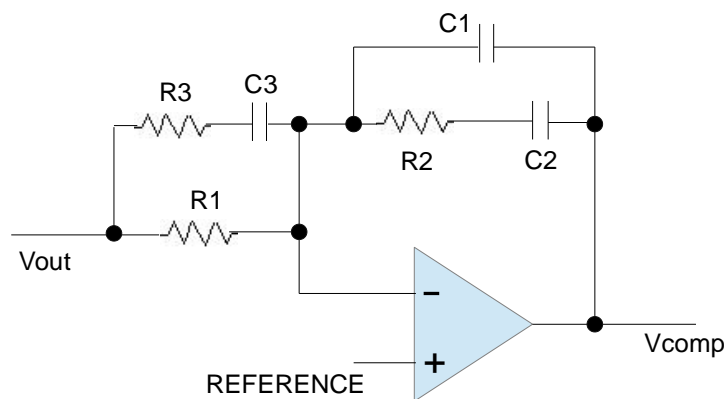 C1
R3
C3
R2
C2
R1
Vout
−
+
Vcomp
REFERENCE